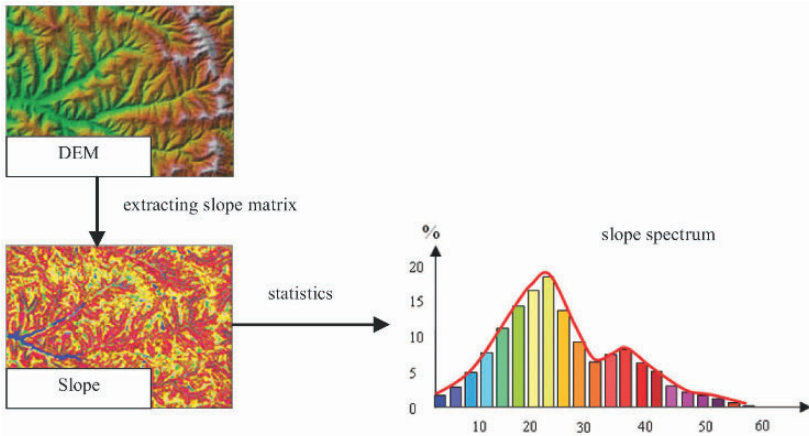 DEM
extracting slope matrix
Slope
statistics
slope spectrum
%
20
15
10
5
0
10 20 30 40 50 60